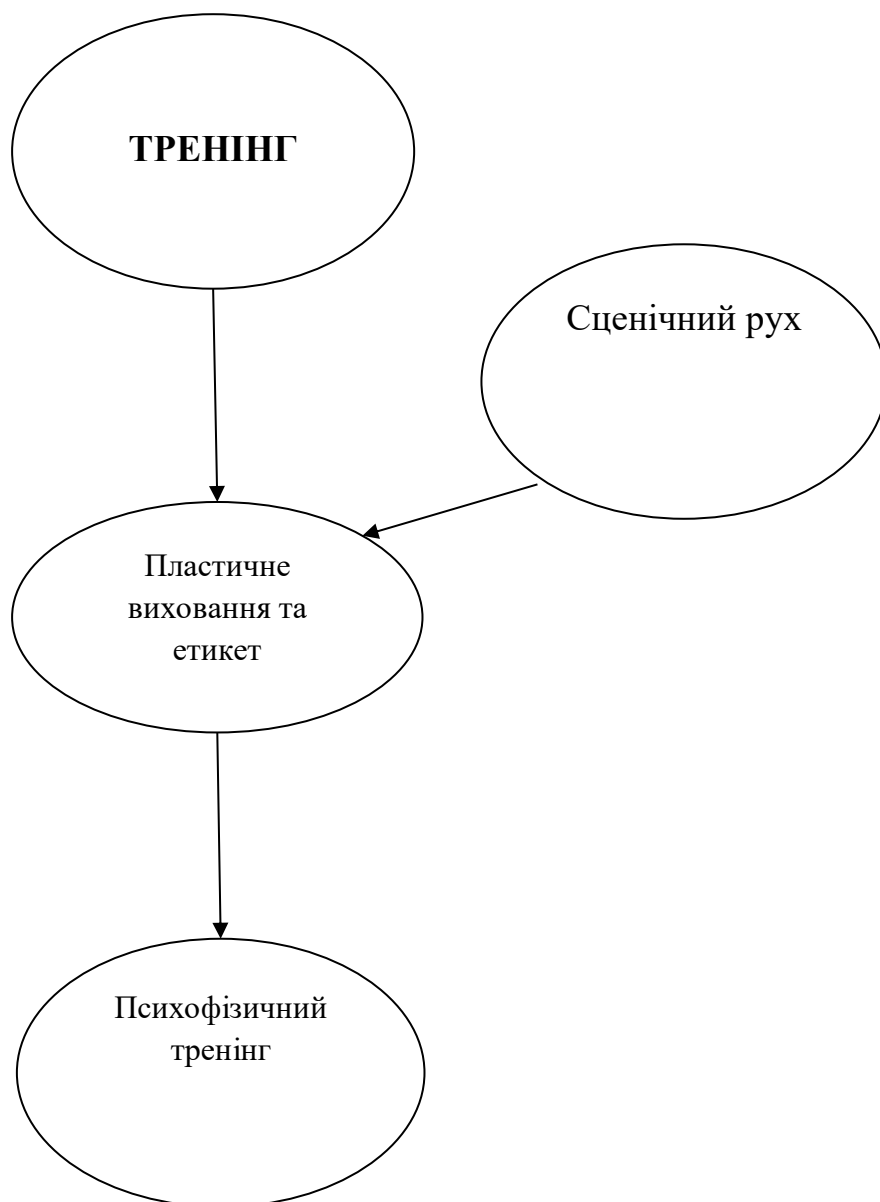 ТРЕНІНГ
Сценічний рух
Пластичне
виховання та
етикет
Психофізичний
тренінг